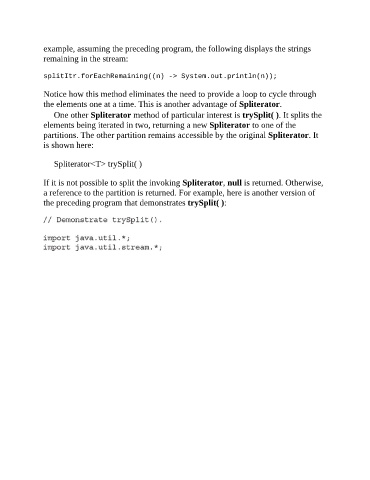 example, assuming the preceding program, the following displays the strings
remaining in the stream:
splitItr.forEachRemaining((n) -> System.out.println(n));
Notice how this method eliminates the need to provide a loop to cycle through
the elements one at a time. This is another advantage of Spliterator.
One other Spliterator method of particular interest is trySplit( ). It splits the
elements being iterated in two, returning a new Spliterator to one of the
partitions. The other partition remains accessible by the original Spliterator. It
is shown here:
Spliterator<T> trySplit( )
If it is not possible to split the invoking Spliterator, null is returned. Otherwise,
a reference to the partition is returned. For example, here is another version of
the preceding program that demonstrates trySplit( ):
// Demonstrate trySplit().
import java.util.*;
import java.util.stream.*;